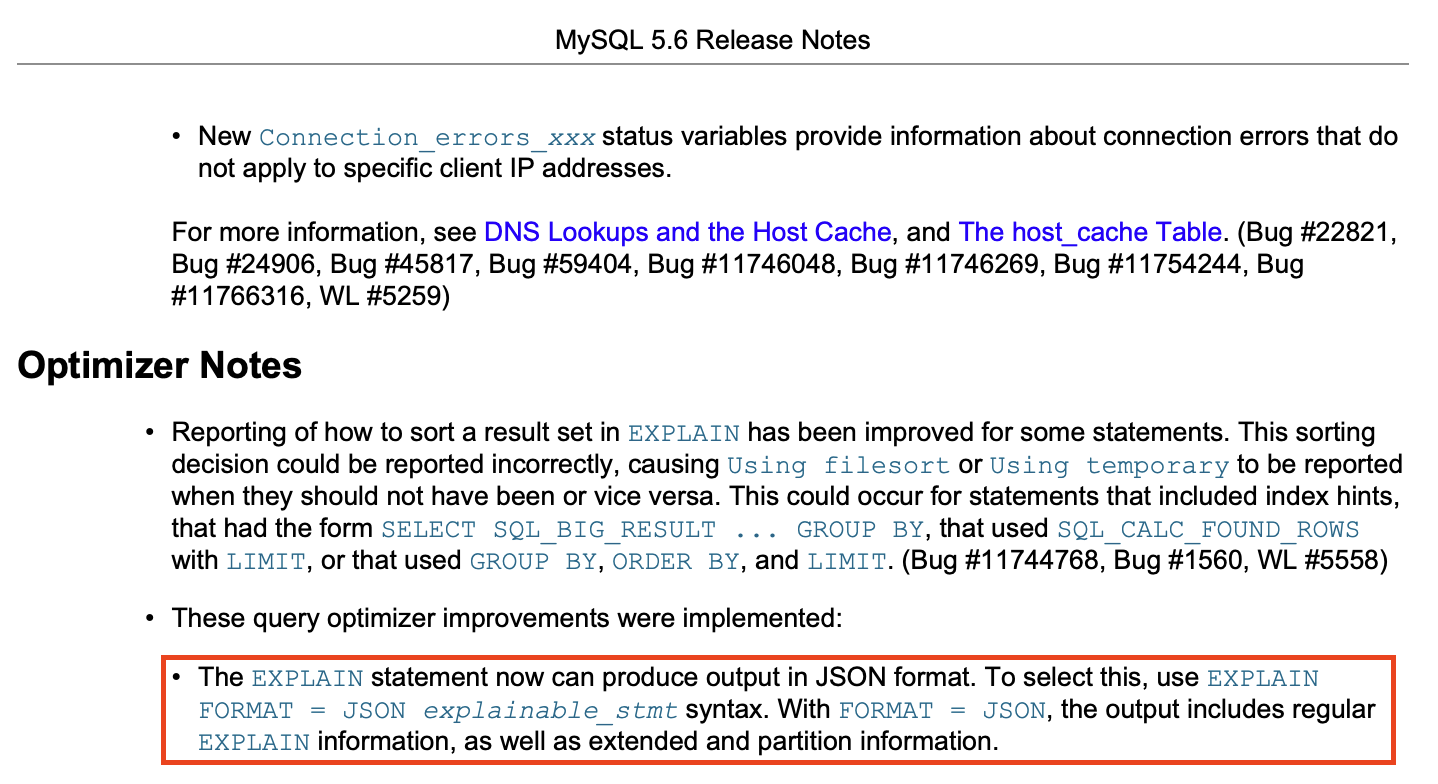 MySQL 5.6 Release Notes
• New Connection_errors_xxx status variables provide information about connection errors that do
not apply to specific client IP addresses.
For more information, see DNS Lookups and the Host Cache, and The host_cache Table. (Bug #22821,
Bug #24906, Bug #45817, Bug #59404, Bug #11746048, Bug #11746269, Bug #11754244, Bug
#11766316, WL #5259)
Optimizer Notes
• Reporting of how to sort a result set in EXPLAIN has been improved for some statements. This sorting
decision could be reported incorrectly, causing Using filesort or Using temporary to be reported
when they should not have been or vice versa. This could occur for statements that included index hints,
that had the form SELECT SQL_BIG_RESULT ... GROUP BY, that used SQL_CALC_FOUND_ROWS
with LIMIT, or that used GROUP BY, ORDER BY, and LIMIT. (Bug #11744768, Bug #1560, WL #5558)
• These query optimizer improvements were implemented:
• The EXPLAIN statement now can produce output in JSON format. To select this, use EXPLAIN
FORMAT = JSON explainable_stmt syntax. With FORMAT = JSON, the output includes regular
EXPLAIN information, as well as extended and partition information.